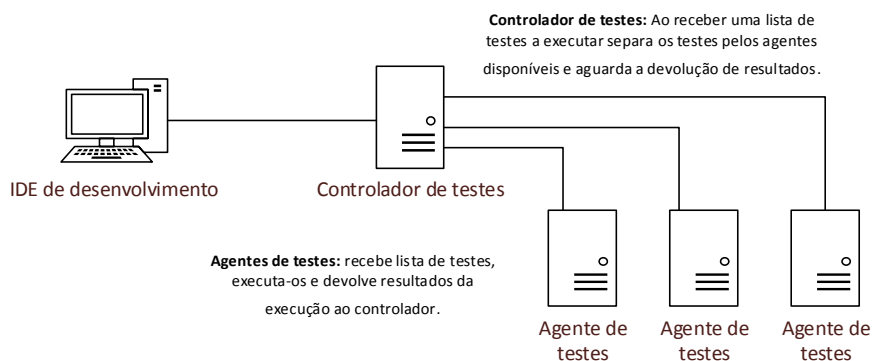 Controlador de testes: Ao receber uma lista de
testes a executar separa os testes pelos agentes
disponíveis e aguarda a devolução de resultados.
IDE de desenvolvimento
Controlador de testes
Agentes de testes: recebe lista de testes,
executa-os e devolve resultados da
execução ao controlador.
Agente de
testes
Agente de
testes
Agente de
testes